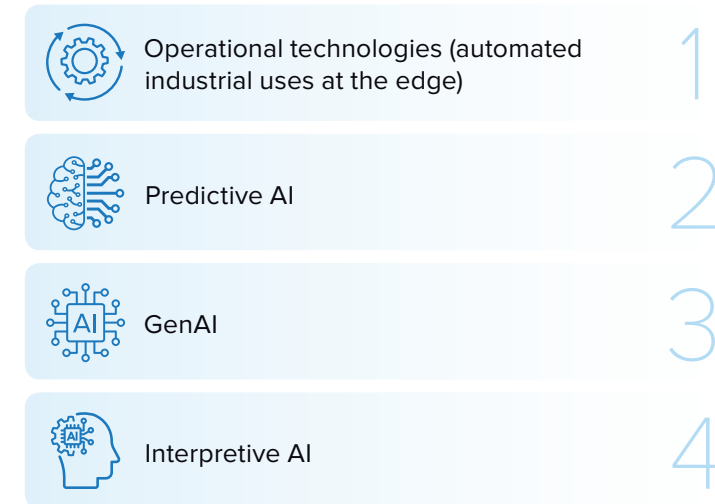 Operational technologies (automated
industrial uses at the edge)
1
Predictive AI
2
AI
GenAI
3
AI
Interpretive AI
4